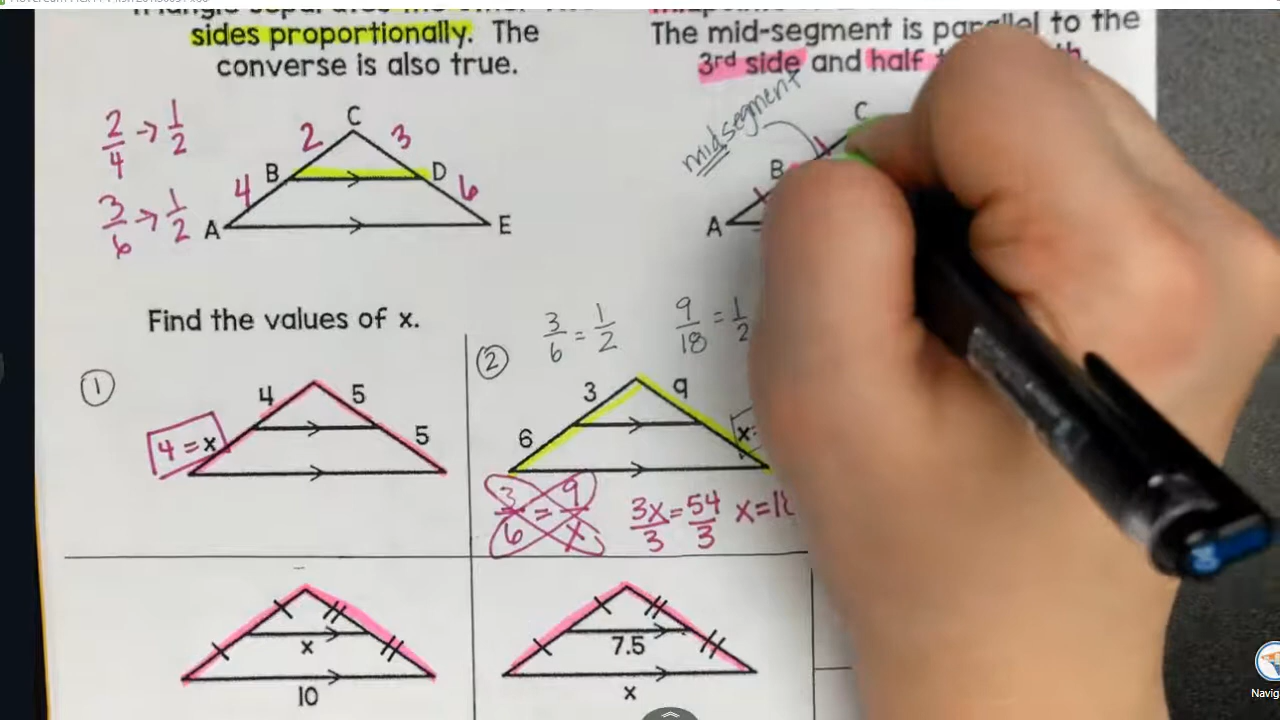 sides proportionally. The
converse is also true.
The mid-segment is parallel to the
3rd side and half
midsegment
2/4 → 1/2
3/6 → 1/2
C
2
3
B
D
4
6
A
E
C
B
A
Find the values of x.
3/6 = 1/2
9/18 = 1/2
1
4
5
4 = x
5
2
3
9
6
x=
3/6 = 9/x
3x/3 = 54/3
x=18
x
10
7.5
x